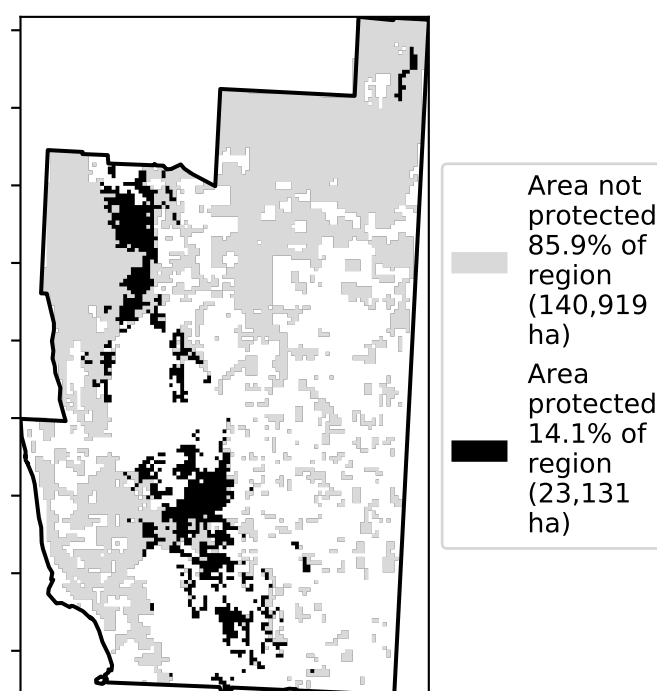 Area not
protected
85.9% of
region
(140,919
ha)
Area
protected
14.1% of
region
(23,131
ha)